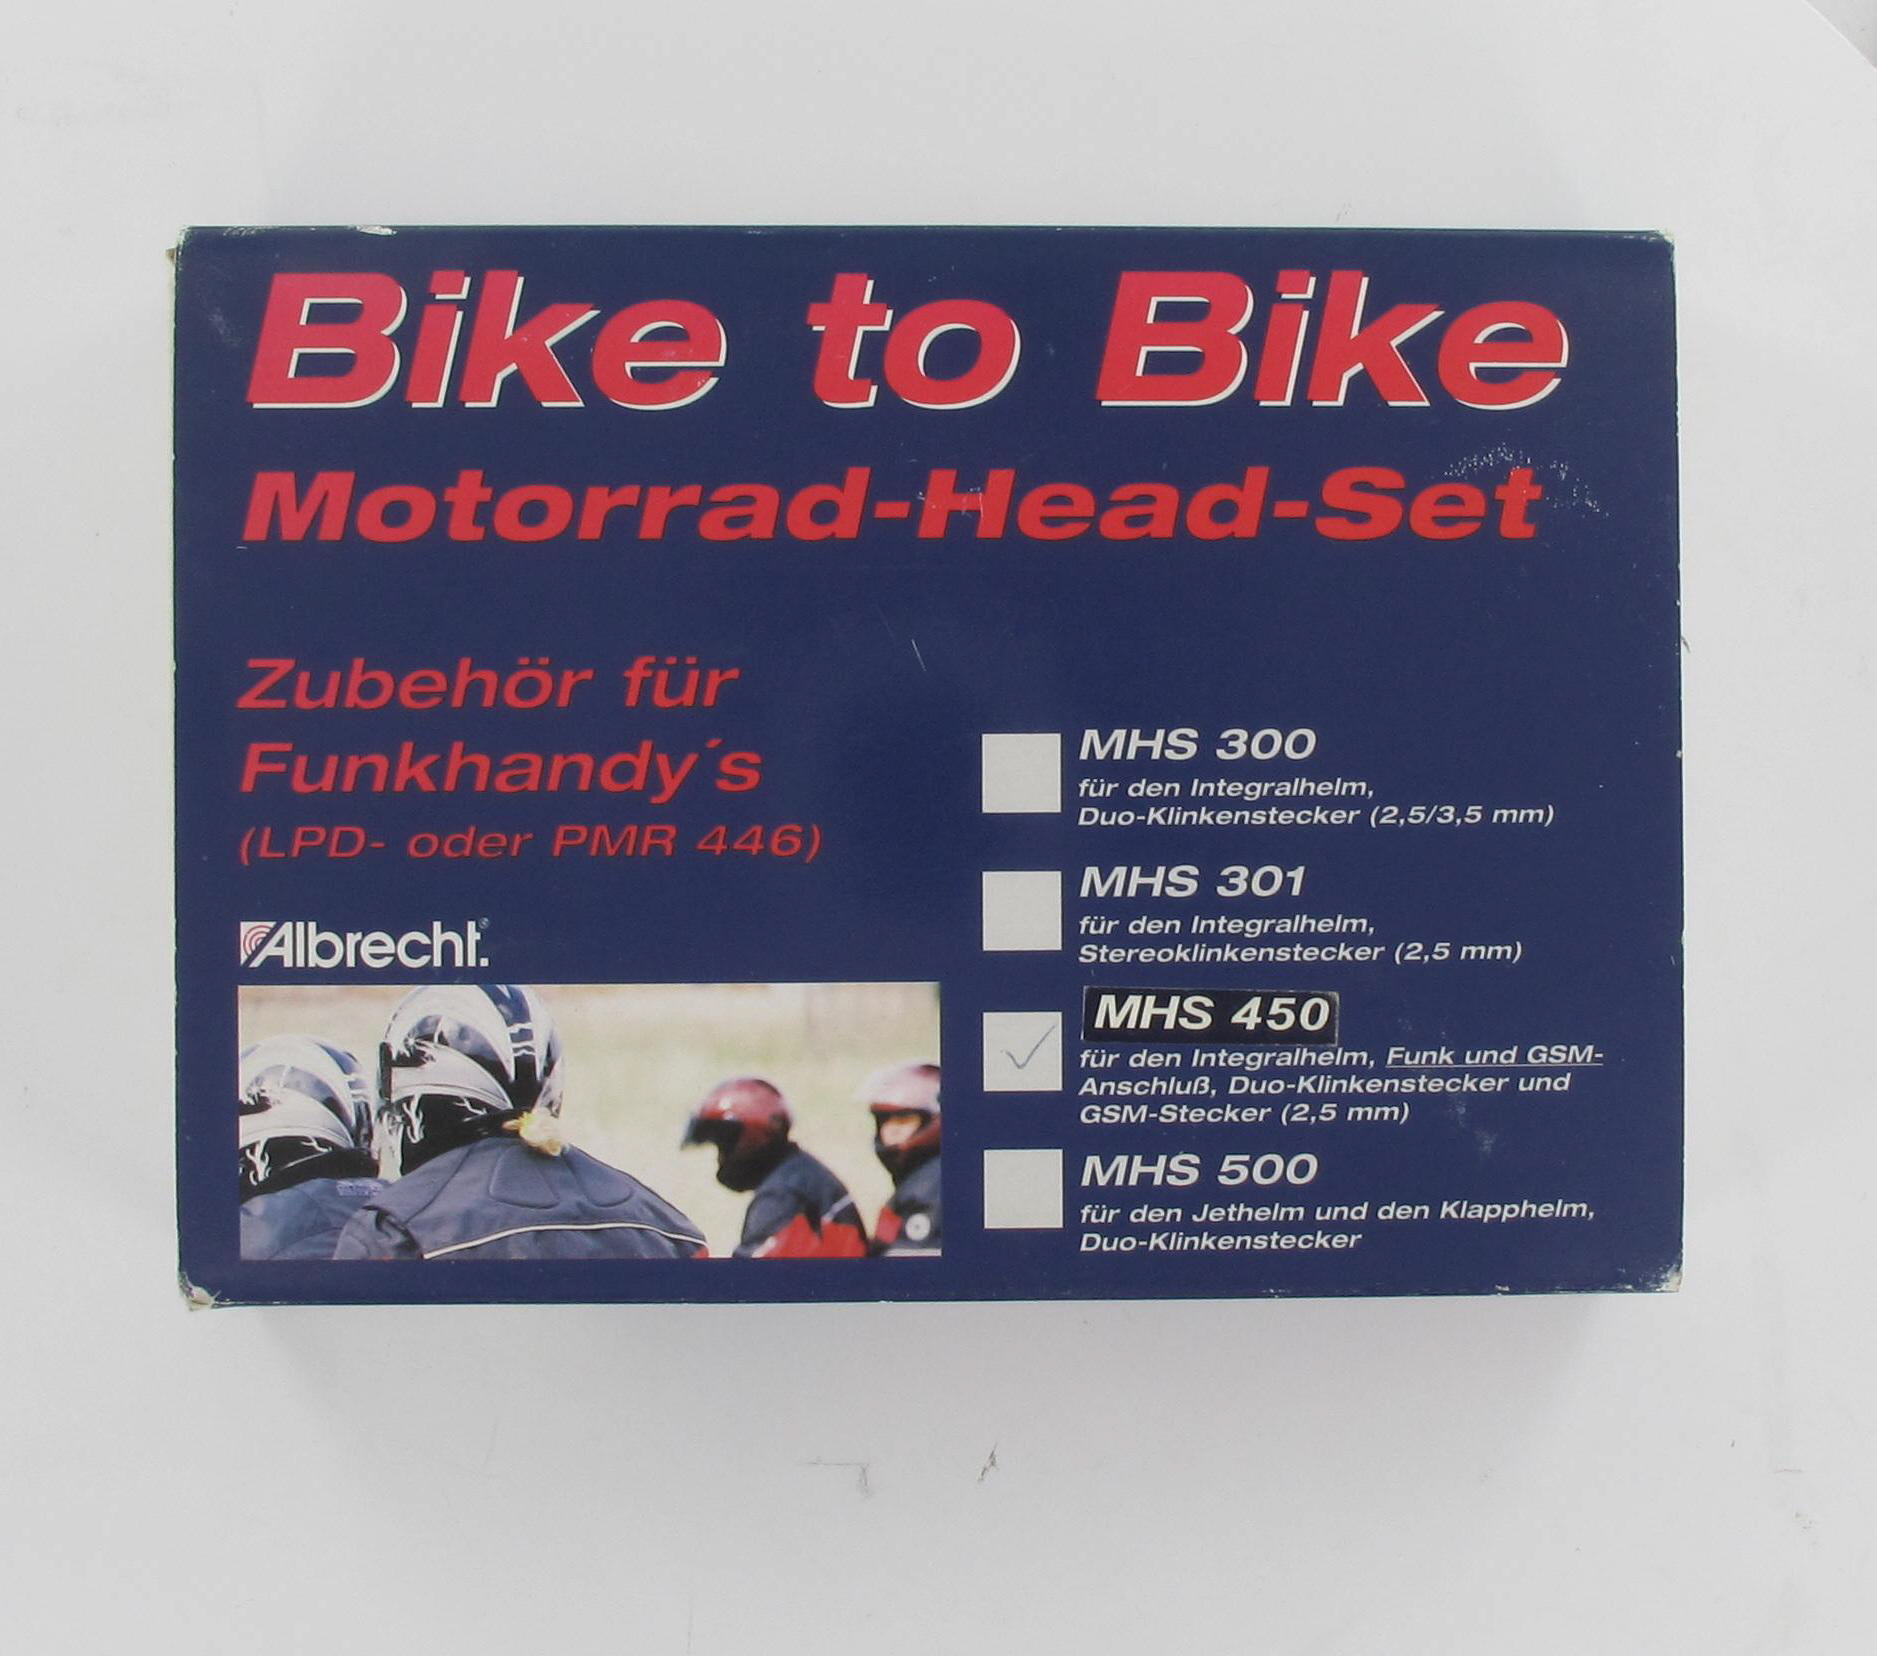 Bike to Bike
Motorrad-Head-Set
Zubehör für
Funkhandy´s
(LPD- oder PMR 446)
Albrecht®
MHS 300
für den Integralhelm,
Duo-Klinkenstecker (2,5/3,5 mm)
MHS 301
für den Integralhelm,
Stereoklinkenstecker (2,5 mm)
MHS 450
für den Integralhelm, Funk und GSM-
Anschluß, Duo-Klinkenstecker und
GSM-Stecker (2,5 mm)
MHS 500
für den Jethelm und den Klapphelm,
Duo-Klinkenstecker